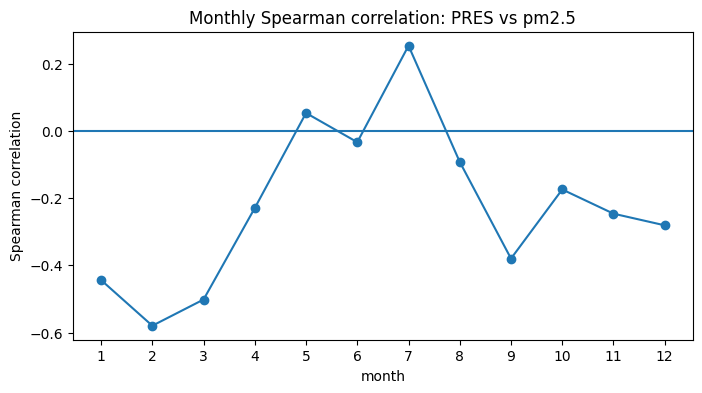 Monthly Spearman correlation: PRES vs pm2.5
Spearman correlation
0.2
0.0
−0.2
−0.4
−0.6
1 2 3 4 5 6 7 8 9 10 11 12
month